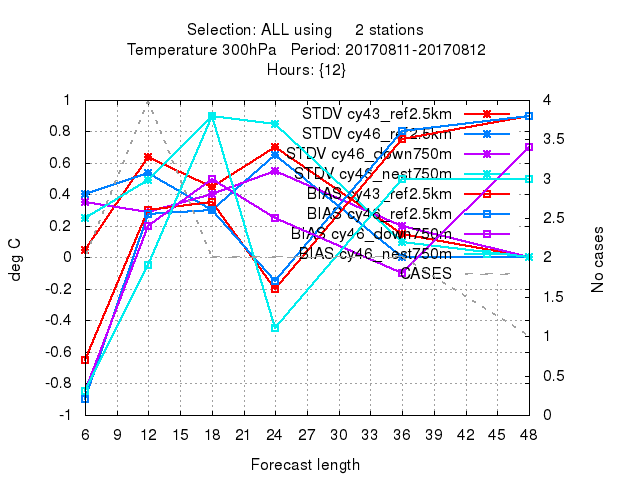 Selection: ALL using 2 stations
Temperature 300hPa Period: 20170811-20170812
Hours: {12}
1
0.8
0.6
0.4
0.2
0
-0.2
-0.4
-0.6
-0.8
-1
deg C
STDV cy43_ref2.5km
STDV cy46_ref2.5km
STDV cy46_down750m
STDV cy46_nest750m
BIAS cy43_ref2.5km
BIAS cy46_ref2.5km
BIAS cy46_down750m
BIAS cy46_nest750m
CASES
4
3.5
3
2.5
2
1.5
1
0.5
0
No cases
6 9 12 15 18 21 24 27 30 33 36 39 42 45 48
Forecast length